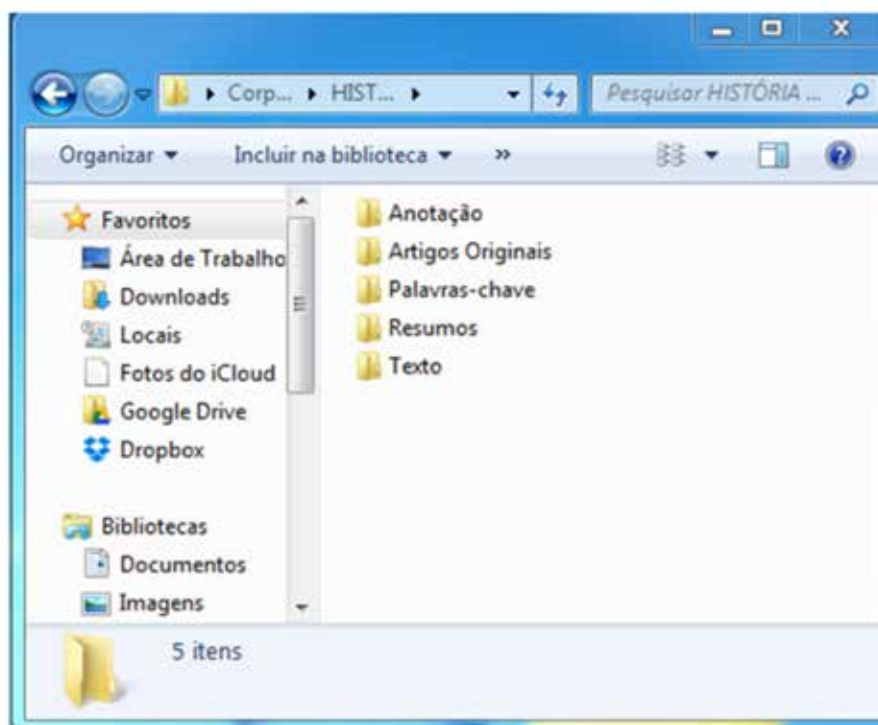 Corp... HIST... Pesquisar HISTÓRIA ...
Organizar Incluir na biblioteca »
Favoritos
Área de Trabalho
Downloads
Locais
Fotos do iCloud
Google Drive
Dropbox
Bibliotecas
Documentos
Imagens
Anotação
Artigos Originais
Palavras-chave
Resumos
Texto
5 itens